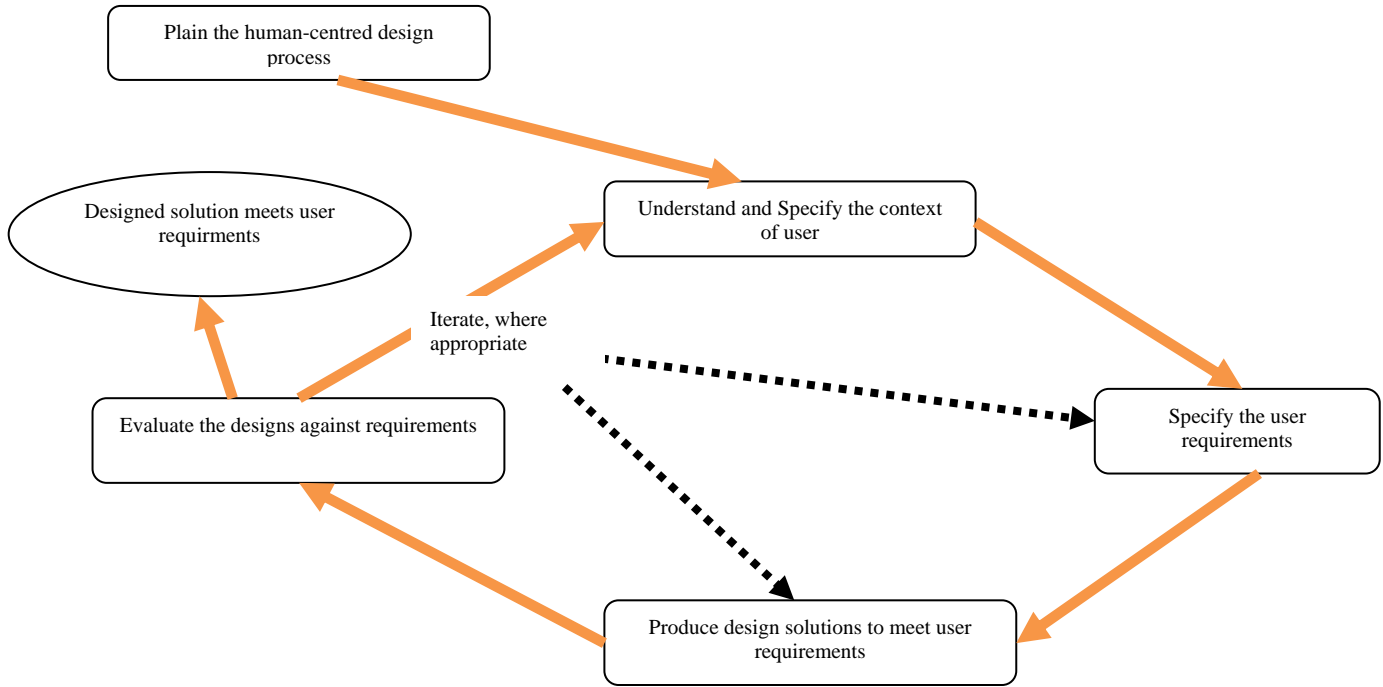 Plain the human-centred design
process
Designed solution meets user
requirments
Understand and Specify the context
of user
Iterate, where
appropriate
Evaluate the designs against requirements
Specify the user
requirements
Produce design solutions to meet user
requirements